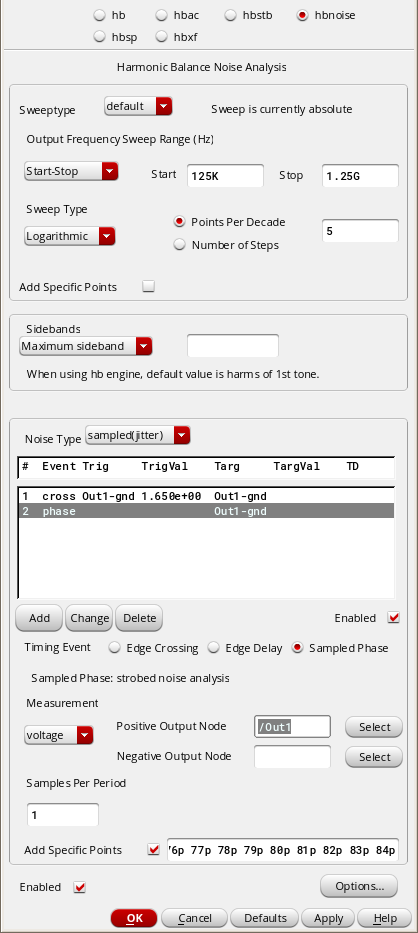 hb hbac hbstb hbnoise
hbsp hbxf
Harmonic Balance Noise Analysis
Sweeptype default Sweep is currently absolute
Output Frequency Sweep Range (Hz)
Start-Stop Start 125K Stop 1.25G
Sweep Type
Points Per Decade
Logarithmic 5
Number of Steps
Add Specific Points
Sidebands
Maximum sideband
When using hb engine, default value is harms of 1st tone.
Noise Type sampled(jitter)
# Event Trig TrigVal Targ TargVal TD
1 cross Out1-gnd 1.650e+00 Out1-gnd
2 phase Out1-gnd
Add Change Delete Enabled
Timing Event Edge Crossing Edge Delay Sampled Phase
Sampled Phase: strobed noise analysis
Measurement
voltage Positive Output Node /Out1 Select
Negative Output Node Select
Samples Per Period
1
Add Specific Points 76p 77p 78p 79p 80p 81p 82p 83p 84p
Enabled Options...
OK Cancel Defaults Apply Help